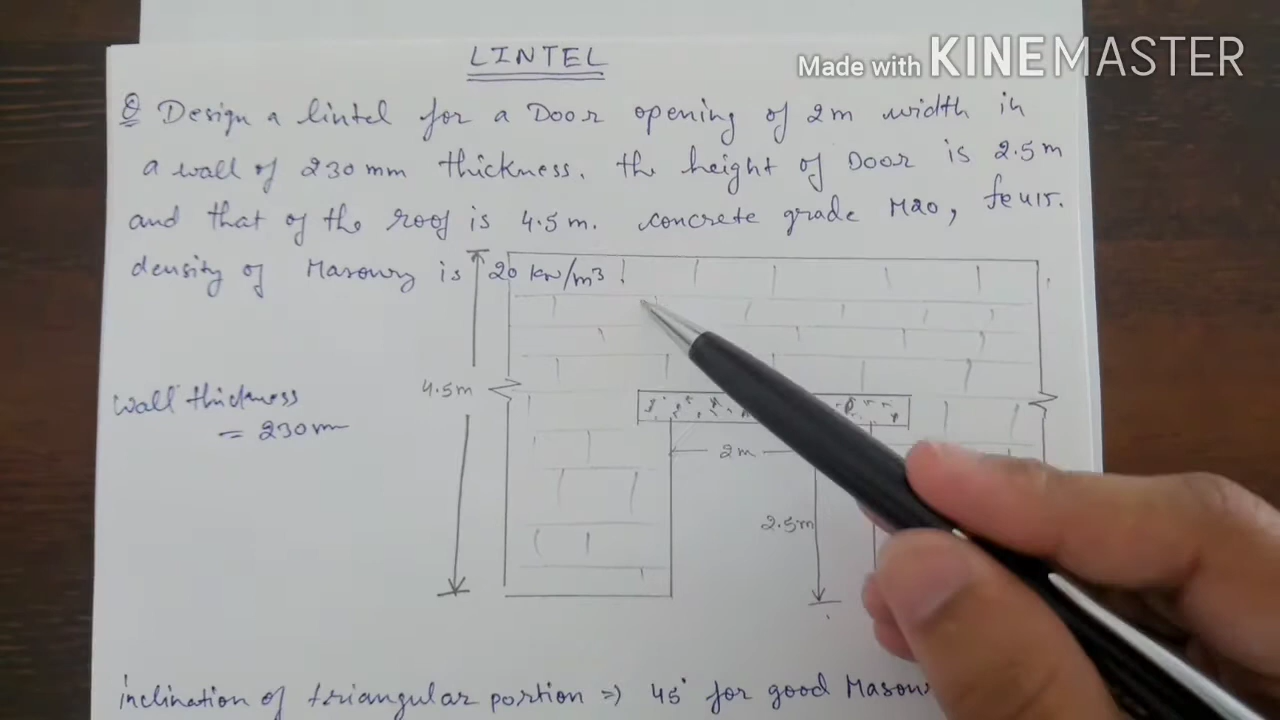 LINTEL
Made with KINEMASTER
Q Design a lintel for a Door opening of 2m width in
a wall of 230 mm thickness. the height of Door is 2.5 m
and that of the roof is 4.5 m. concrete grade M20, fe415.
density of Masonry is 20 kN/m³ !
4.5m
wall thickness
= 230 m
2m
2.5m
inclination of triangular portion => 45° for good Mason